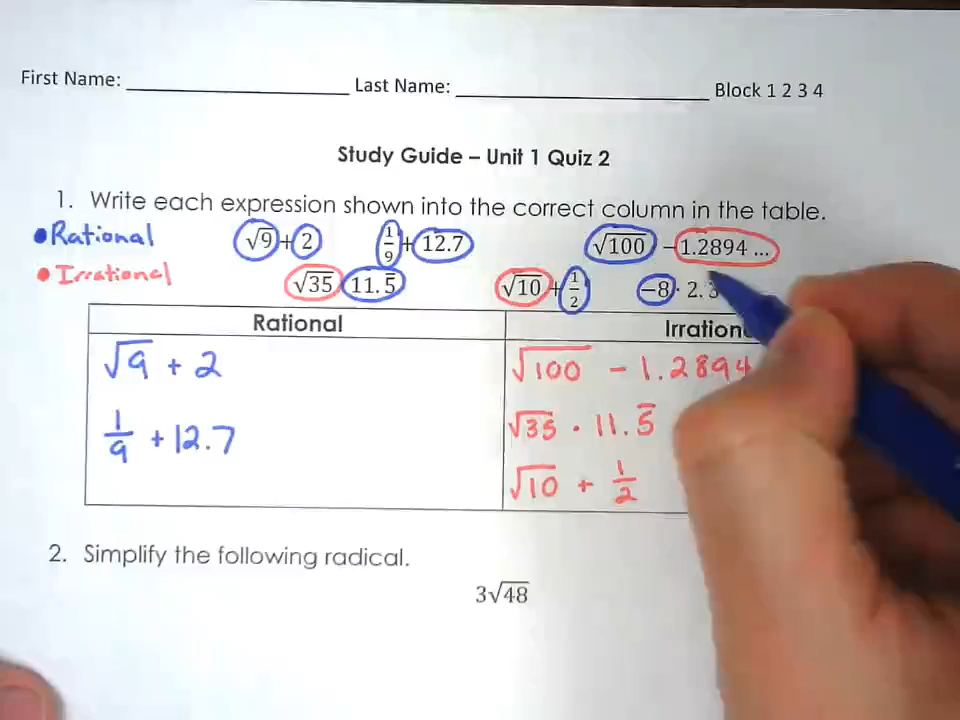 First Name: ____________ Last Name: ____________ Block 1 2 3 4
Study Guide – Unit 1 Quiz 2
1. Write each expression shown into the correct column in the table.
Rational √9 + 2 1/9 + 12.7 √100 − 1.2894 ...
Irrational √35 · 11.5̅ √10 + 1/2 −8 · 2.
Rational
√9 + 2
1/9 + 12.7
√100 − 1.2894
√35 · 11.5̅
√10 + 1/2
2. Simplify the following radical.
3√48